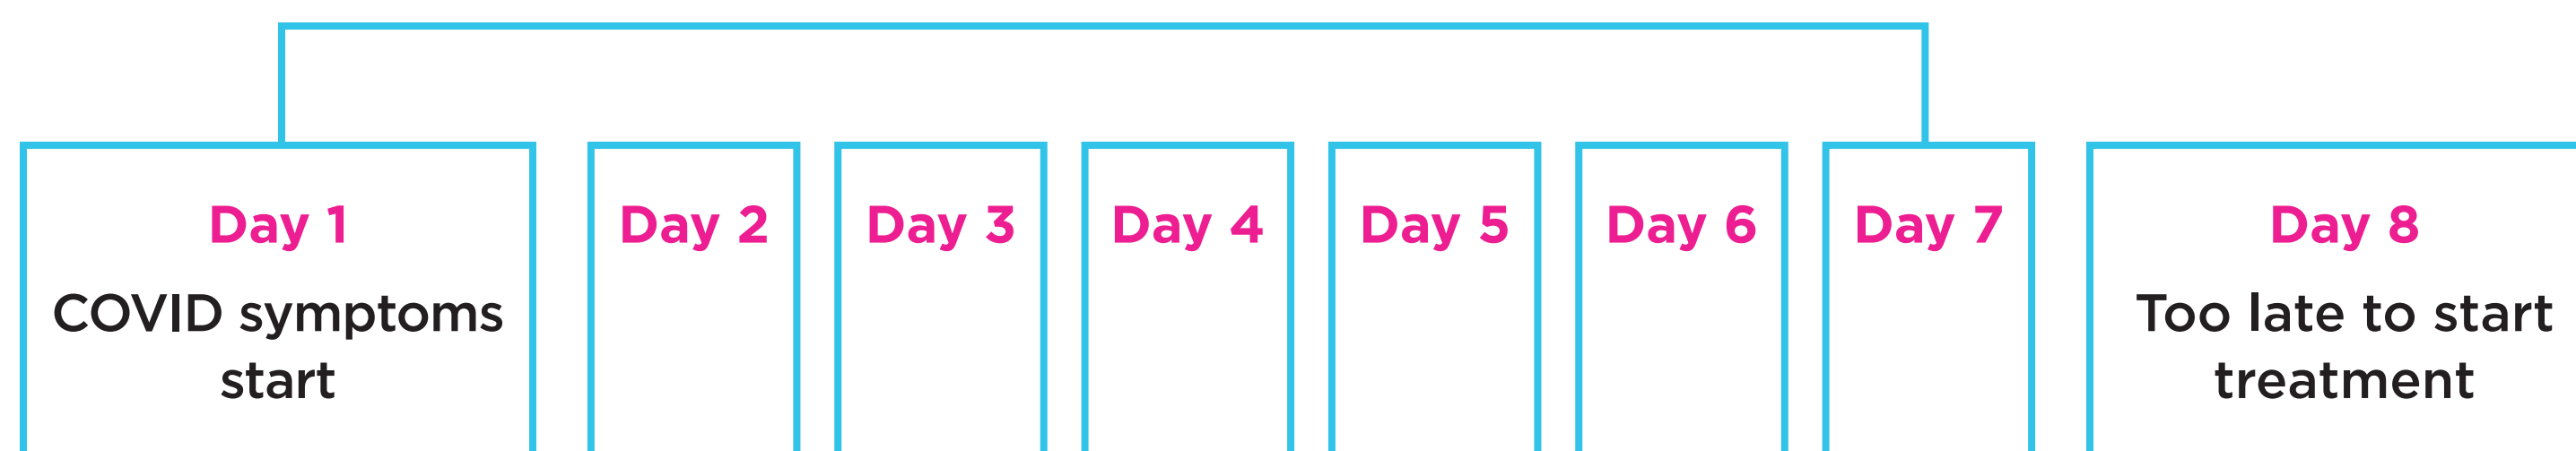 Day 1
COVID symptoms
start
Day 2
Day 3
Day 4
Day 5
Day 6
Day 7
Day 8
Too late to start
treatment